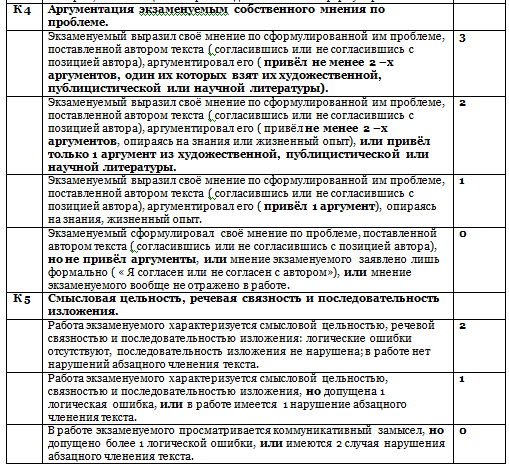 К4 Аргументация экзаменуемым собственного мнения по
проблеме.
Экзаменуемый выразил своё мнение по сформулированной им проблеме, 3
поставленной автором текста ( согласившись или не согласившись с
позицией автора), аргументировал его ( привёл не менее 2 –х
аргументов, один их которых взят их художественной,
публицистической или научной литературы).
Экзаменуемый выразил своё мнение по сформулированной им проблеме, 2
поставленной автором текста ( согласившись или не согласившись с
позицией автора), аргументировал его ( привёл не менее 2 –х
аргументов, опираясь на знания или жизненный опыт), или привёл
только 1 аргумент из художественной, публицистической или
научной литературы.
Экзаменуемый выразил своё мнение по сформулированной им проблеме, 1
поставленной автором текста ( согласившись или не согласившись с
позицией автора), аргументировал его ( привёл 1 аргумент), опираясь
на знания, жизненный опыт.
Экзаменуемый сформулировал своё мнение по проблеме, поставленной 0
автором текста ( согласившись или не согласившись с позицией автора),
но не привёл аргументы, или мнение экзаменуемого заявлено лишь
формально ( « Я согласен или не согласен с автором»), или мнение
экзаменуемого вообще не отражено в работе.
К5 Смысловая цельность, речевая связность и последовательность
изложения.
Работа экзаменуемого характеризуется смысловой цельностью, речевой 2
связностью и последовательностью изложения: логические ошибки
отсутствуют, последовательность изложения не нарушена; в работе нет
нарушений абзацного членения текста.
Работа экзаменуемого характеризуется смысловой цельностью, 1
связностью и последовательностью изложения, но допущена 1
логическая ошибка, или в работе имеется 1 нарушение абзацного
членения текста.
В работе экзаменуемого просматривается коммуникативный замысел, но 0
допущено более 1 логической ошибки, или имеются 2 случая нарушения
абзацного членения текста.